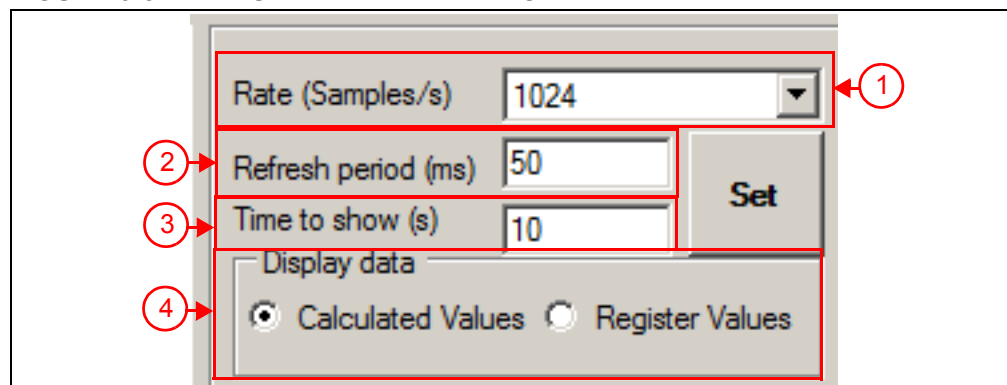 Rate (Samples/s) 1024 1
2 Refresh period (ms) 50 Set
3 Time to show (s) 10
Display data
4 Calculated Values Register Values